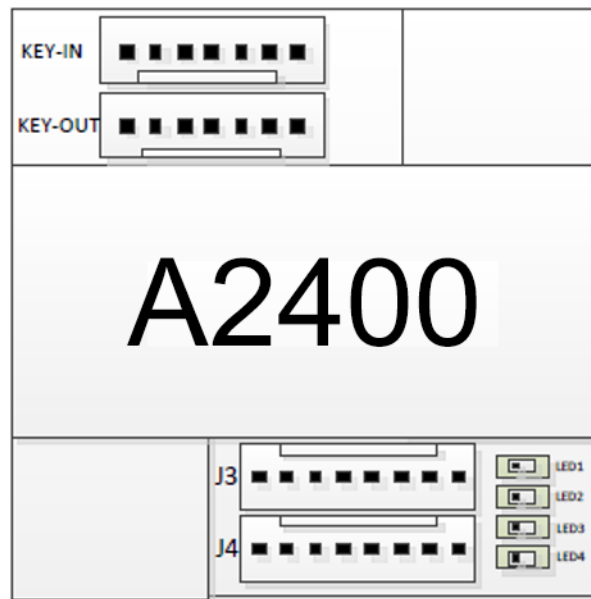 KEY-IN
KEY-OUT
A2400
J3
LED1
LED2
J4
LED3
LED4